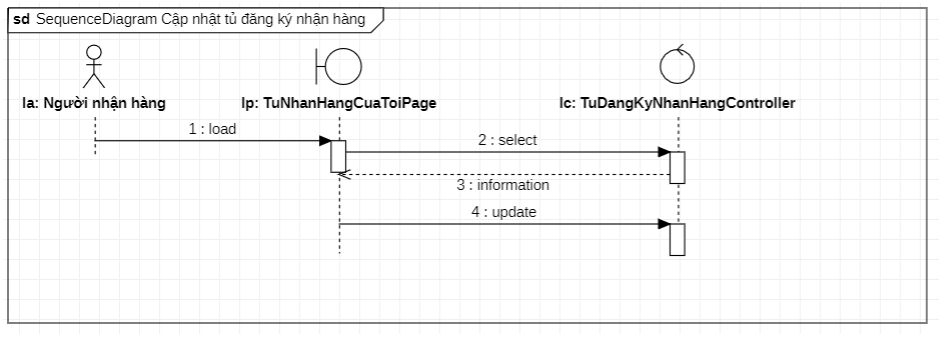 sd SequenceDiagram Cập nhật tủ đăng ký nhận hàng
la: Người nhận hàng
lp: TuNhanHangCuaToiPage
lc: TuDangKyNhanHangController
1 : load
2 : select
3 : information
4 : update